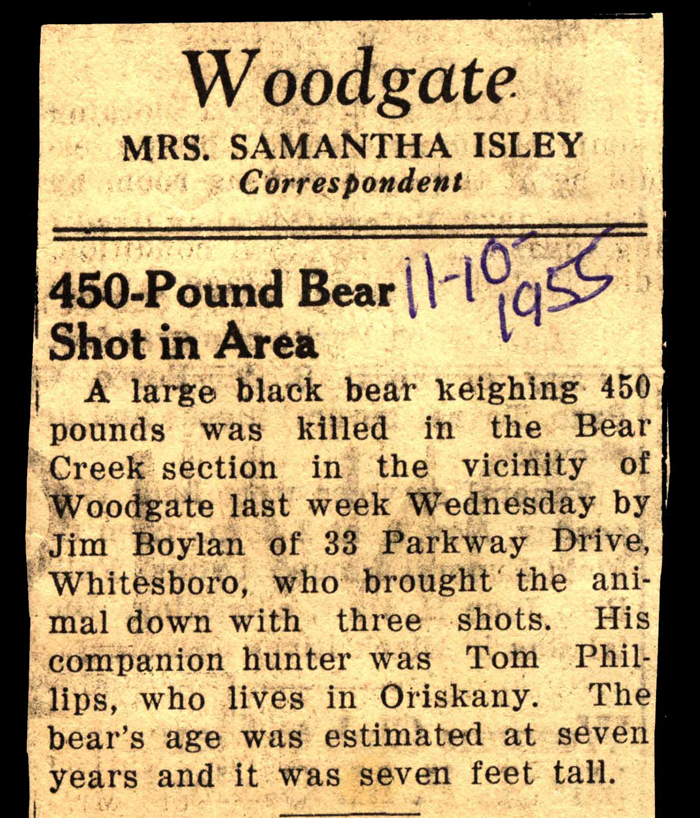 Woodgate
MRS. SAMANTHA ISLEY
Correspondent
450-Pound Bear
Shot in Area
11-10-
1955
A large black bear keighing 450
pounds was killed in the Bear
Creek section in the vicinity of
Woodgate last week Wednesday by
Jim Boylan of 33 Parkway Drive,
Whitesboro, who brought the ani-
mal down with three shots. His
companion hunter was Tom Phil-
lips, who lives in Oriskany. The
bear's age was estimated at seven
years and it was seven feet tall.